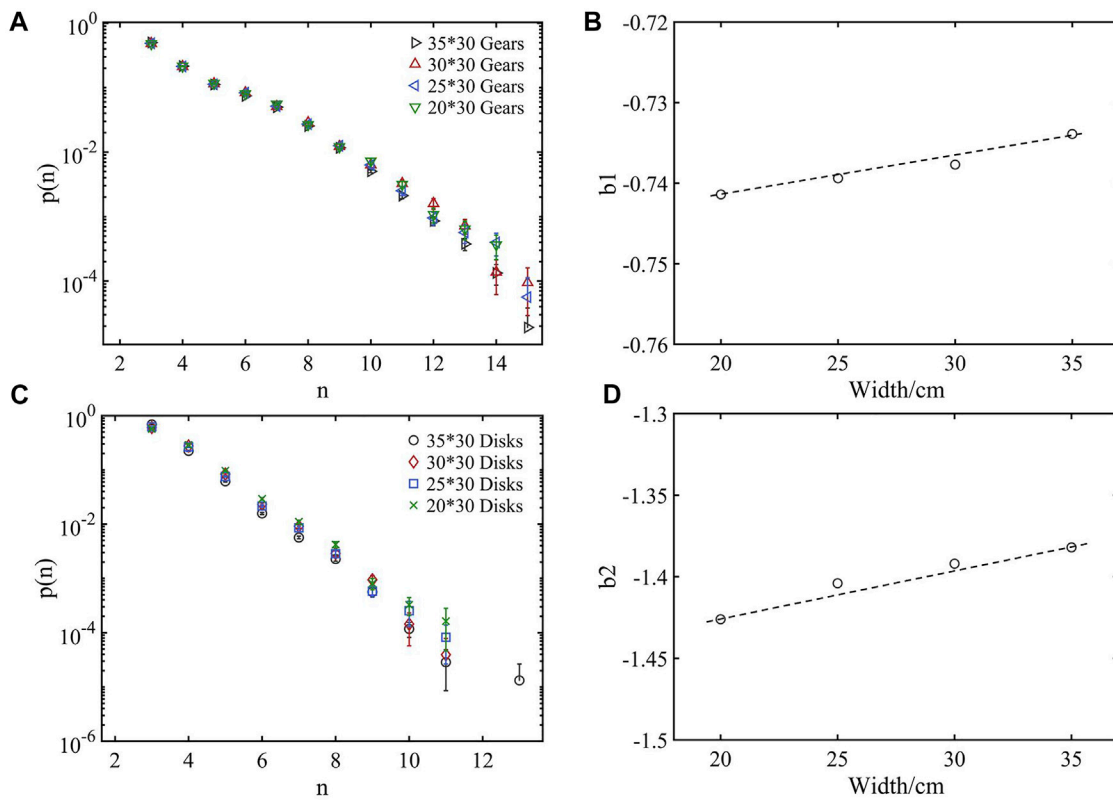 A
10^0
10^-2
10^-4
p(n)
2 4 6 8 10 12 14
n
35*30 Gears
30*30 Gears
25*30 Gears
20*30 Gears
B
-0.72
-0.73
-0.74
-0.75
-0.76
b1
20 25 30 35
Width/cm
C
10^0
10^-2
10^-4
10^-6
p(n)
2 4 6 8 10 12
n
35*30 Disks
30*30 Disks
25*30 Disks
20*30 Disks
D
-1.3
-1.35
-1.4
-1.45
-1.5
b2
20 25 30 35
Width/cm